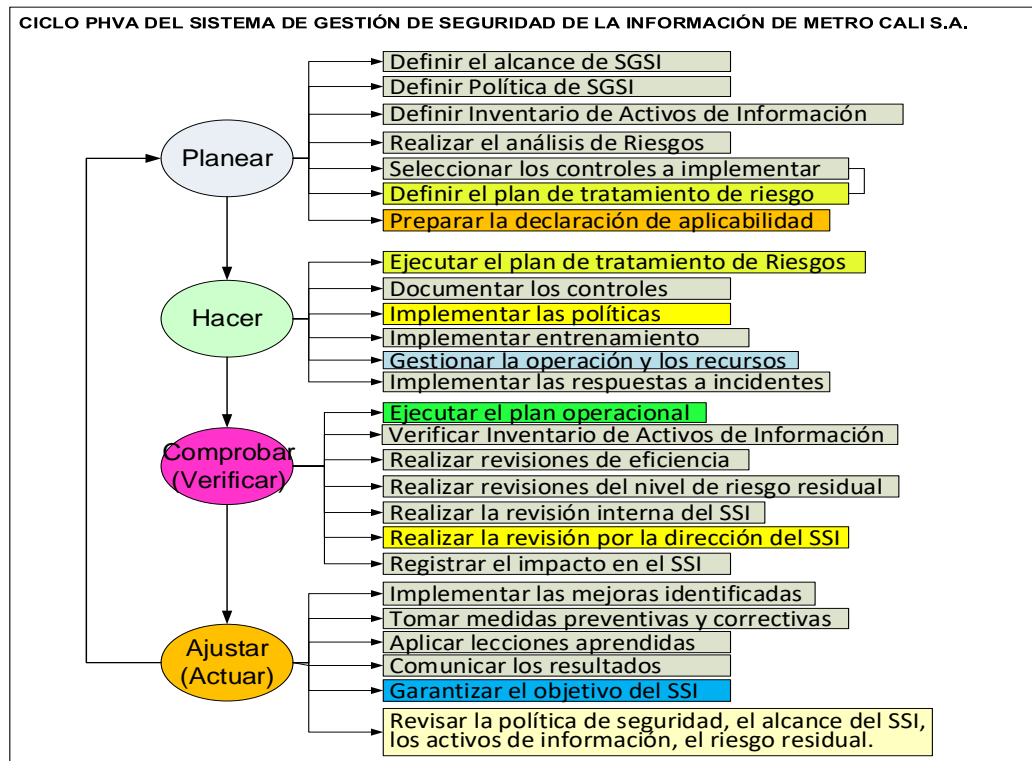 CICLO PHVA DEL SISTEMA DE GESTIÓN DE SEGURIDAD DE LA INFORMACIÓN DE METRO CALI S.A.
Planear
Definir el alcance de SGSI
Definir Política de SGSI
Definir Inventario de Activos de Información
Realizar el análisis de Riesgos
Seleccionar los controles a implementar
Definir el plan de tratamiento de riesgo
Preparar la declaración de aplicabilidad
Hacer
Ejecutar el plan de tratamiento de Riesgos
Documentar los controles
Implementar las políticas
Implementar entrenamiento
Gestionar la operación y los recursos
Implementar las respuestas a incidentes
Comprobar
(Verificar)
Ejecutar el plan operacional
Verificar Inventario de Activos de Información
Realizar revisiones de eficiencia
Realizar revisiones del nivel de riesgo residual
Realizar la revisión interna del SSI
Realizar la revisión por la dirección del SSI
Registrar el impacto en el SSI
Ajustar
(Actuar)
Implementar las mejoras identificadas
Tomar medidas preventivas y correctivas
Aplicar lecciones aprendidas
Comunicar los resultados
Garantizar el objetivo del SSI
Revisar la política de seguridad, el alcance del SSI,
los activos de información, el riesgo residual.